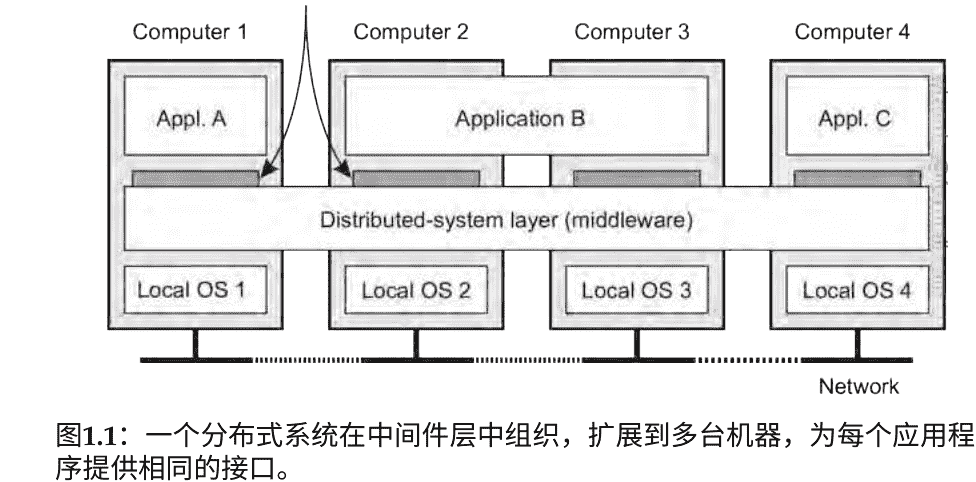 Computer 1
Computer 2
Computer 3
Computer 4
Appl. A
Application B
Appl. C
Distributed-system layer (middleware)
Local OS 1
Local OS 2
Local OS 3
Local OS 4
Network
图1.1：一个分布式系统在中间件层中组织，扩展到多台机器，为每个应用程
序提供相同的接口。